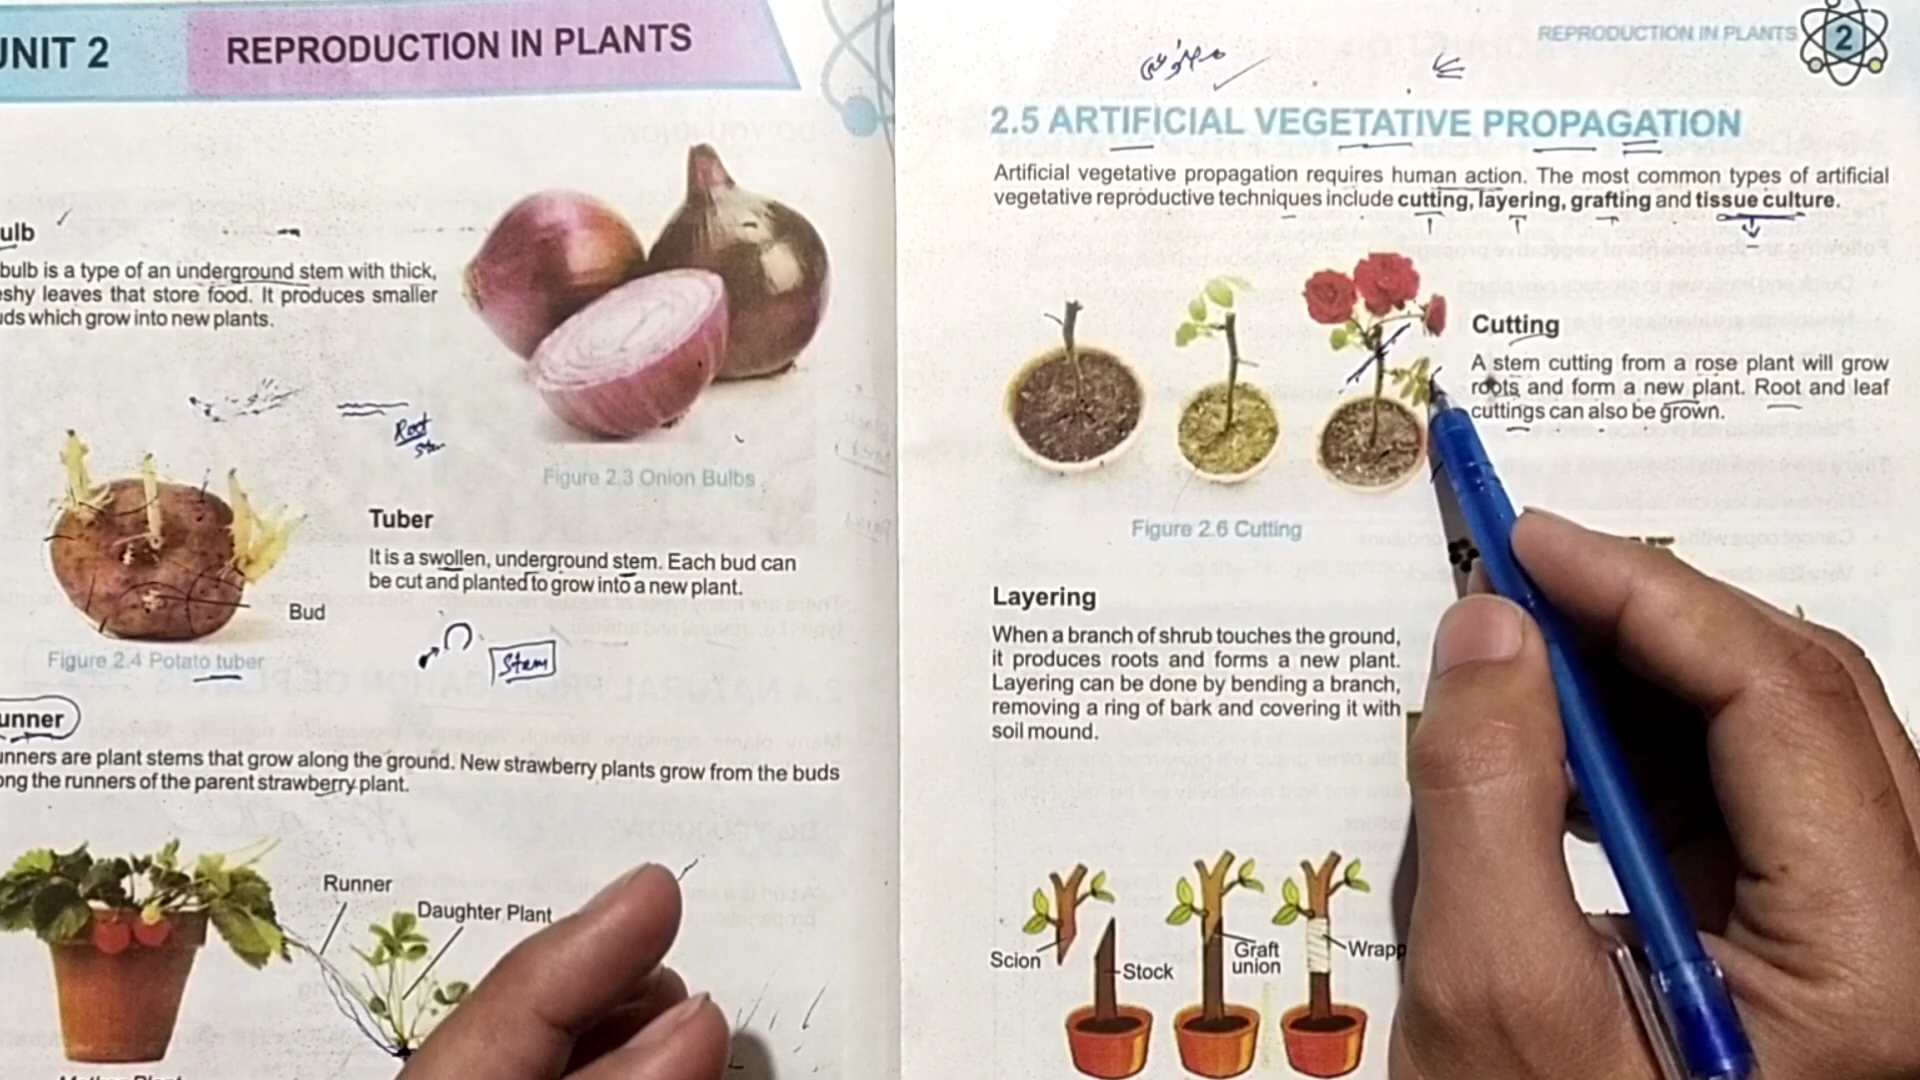 UNIT 2
REPRODUCTION IN PLANTS
ulb
bulb is a type of an underground stem with thick,
eshy leaves that store food. It produces smaller
uds which grow into new plants.
Root
Figure 2.3 Onion Bulbs
Tuber
It is a swollen, underground stem. Each bud can
be cut and planted to grow into a new plant.
Bud
Stem
Figure 2.4 Potato tuber
unner
unners are plant stems that grow along the ground. New strawberry plants grow from the buds
ong the runners of the parent strawberry plant.
Runner
Daughter Plant
Mother Plant
REPRODUCTION IN PLANTS
2
2.5 ARTIFICIAL VEGETATIVE PROPAGATION
Artificial vegetative propagation requires human action. The most common types of artificial
vegetative reproductive techniques include cutting, layering, grafting and tissue culture.
Cutting
A stem cutting from a rose plant will grow
roots and form a new plant. Root and leaf
cuttings can also be grown.
Figure 2.6 Cutting
Layering
When a branch of shrub touches the ground,
it produces roots and forms a new plant.
Layering can be done by bending a branch,
removing a ring of bark and covering it with
soil mound.
Scion
Stock
Graft
union
Wrapp